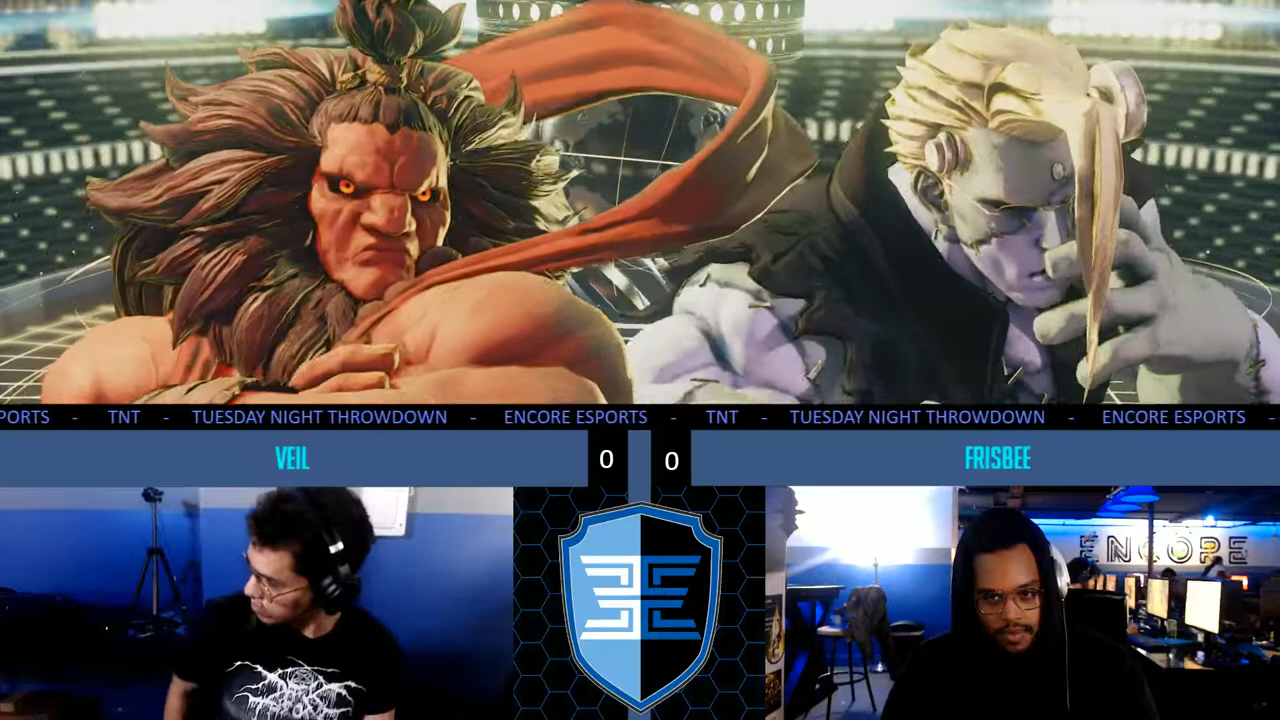 PORTS - TNT - TUESDAY NIGHT THROWDOWN - ENCORE ESPORTS - TNT - TUESDAY NIGHT THROWDOWN - ENCORE ESPORTS -
VEIL 0 0 FRISBEE
ENCORE